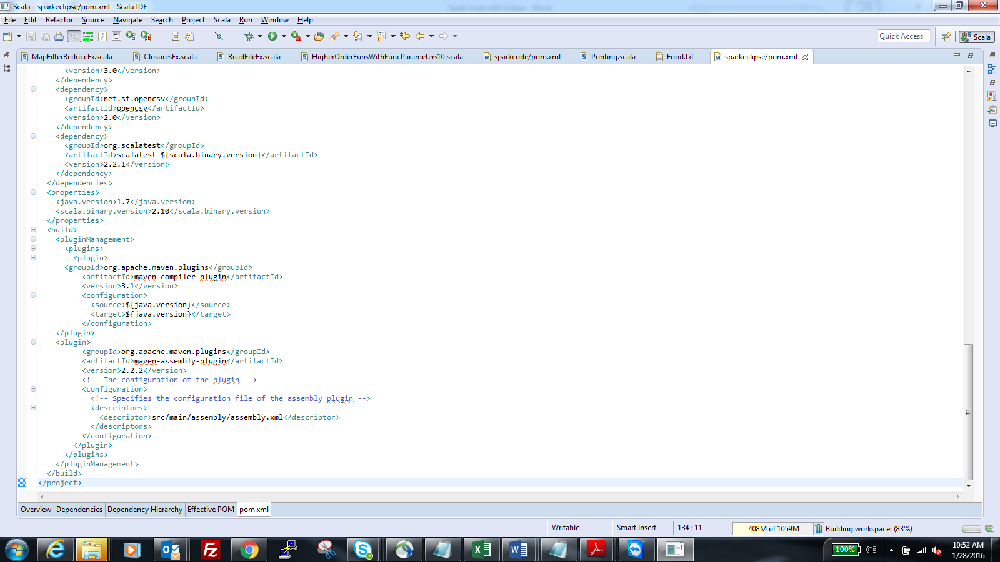 Scala - sparkeclipse/pom.xml - Scala IDE
File Edit Refactor Source Navigate Search Project Scala Run Window Help
Quick Access
Scala
MapFilterReduceEx.scala ClosuresEx.scala ReadFileEx.scala HigherOrderFunsWithFuncParameters10.scala sparkcode/pom.xml Printing.scala Food.txt sparkeclipse/pom.xml
<version>3.0</version>
</dependency>
<dependency>
<groupId>net.sf.opencsv</groupId>
<artifactId>opencsv</artifactId>
<version>2.0</version>
</dependency>
<dependency>
<groupId>org.scalatest</groupId>
<artifactId>scalatest_${scala.binary.version}</artifactId>
<version>2.2.1</version>
</dependency>
</dependencies>
<properties>
<java.version>1.7</java.version>
<scala.binary.version>2.10</scala.binary.version>
</properties>
<build>
<pluginManagement>
<plugins>
<plugin>
<groupId>org.apache.maven.plugins</groupId>
<artifactId>maven-compiler-plugin</artifactId>
<version>3.1</version>
<configuration>
<source>${java.version}</source>
<target>${java.version}</target>
</configuration>
</plugin>
<plugin>
<groupId>org.apache.maven.plugins</groupId>
<artifactId>maven-assembly-plugin</artifactId>
<version>2.2.2</version>
<!-- The configuration of the plugin -->
<configuration>
<!-- Specifies the configuration file of the assembly plugin -->
<descriptors>
<descriptor>src/main/assembly/assembly.xml</descriptor>
</descriptors>
</configuration>
</plugin>
</plugins>
</pluginManagement>
</build>
</project>
Overview Dependencies Dependency Hierarchy Effective POM pom.xml
Writable Smart Insert 134 : 11 408M of 1059M Building workspace: (83%)
100%
10:52 AM
1/28/2016